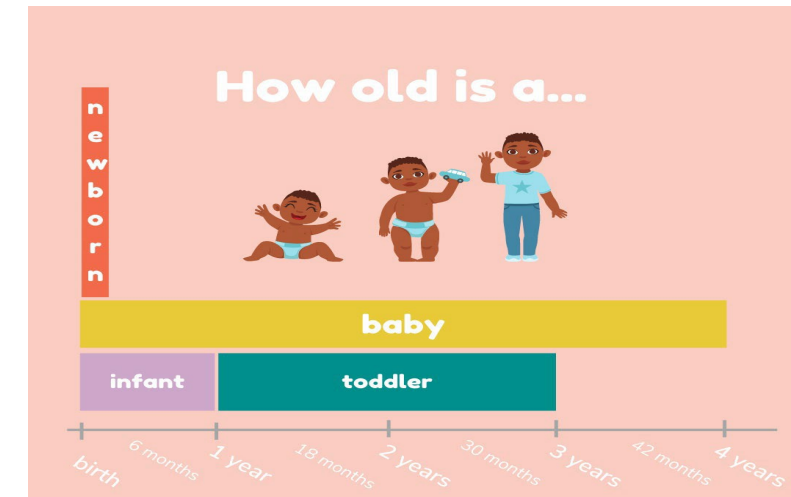 How old is a...
newborn
baby
infant
toddler
birth
6 months
1 year
18 months
2 years
30 months
3 years
42 months
4 years